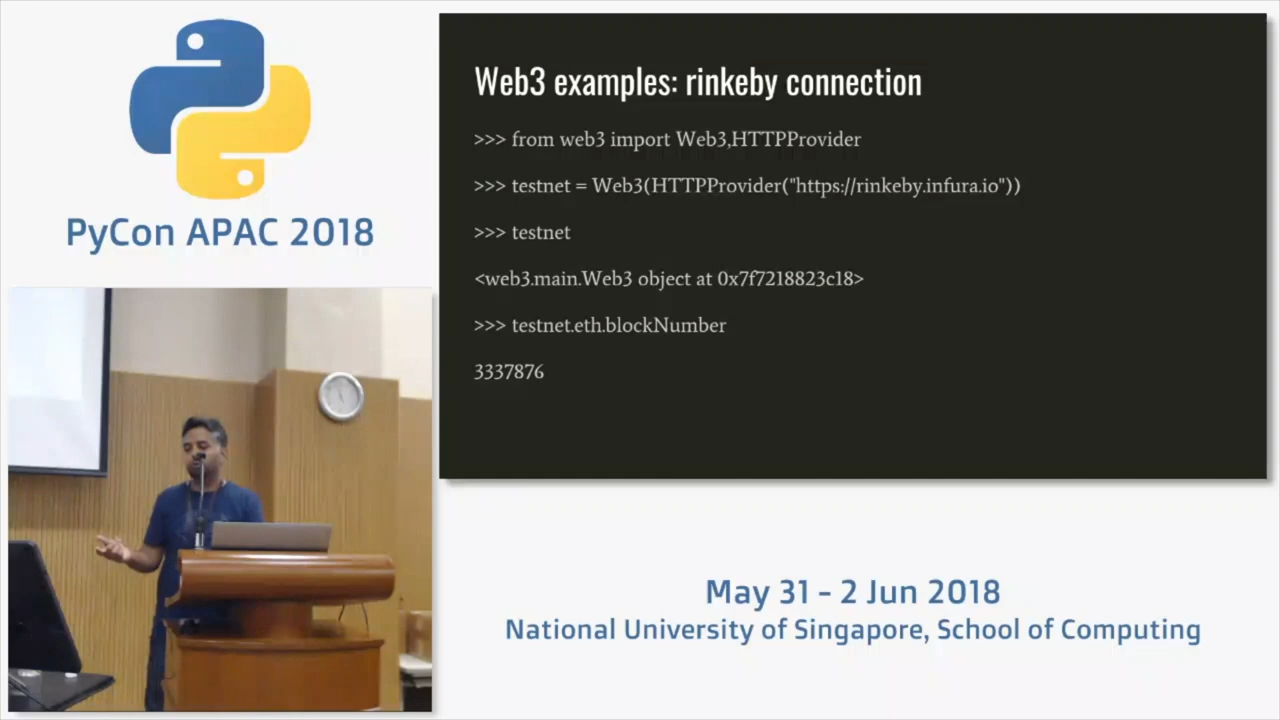 PyCon APAC 2018
Web3 examples: rinkeby connection
>>> from web3 import Web3,HTTPProvider
>>> testnet = Web3(HTTPProvider("https://rinkeby.infura.io"))
>>> testnet
<web3.main.Web3 object at 0x7f7218823c18>
>>> testnet.eth.blockNumber
3337876
May 31 - 2 Jun 2018
National University of Singapore, School of Computing